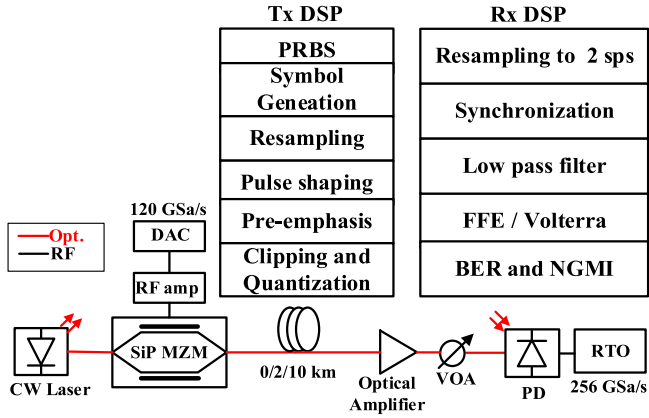 Tx DSP
PRBS
Symbol
Geneation
Resampling
Pulse shaping
Pre-emphasis
Clipping and
Quantization
Rx DSP
Resampling to 2 sps
Synchronization
Low pass filter
FFE / Volterra
BER and NGMI
120 GSa/s
DAC
RF amp
Opt.
RF
SiP MZM
CW Laser
0/2/10 km
Optical
Amplifier
VOA
PD
RTO
256 GSa/s